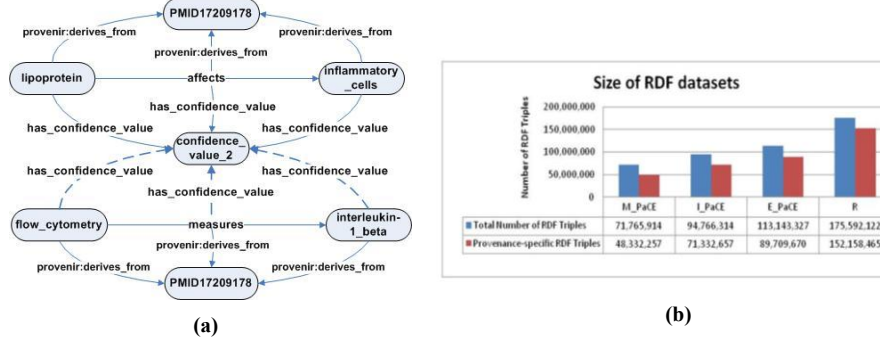 PMID17209178
provenir:derives_from
provenir:derives_from
provenir:derives_from
lipoprotein
affects
inflammatory
_cells
has_confidence_value
has_confidence_value
has_confidence_value
confidence_
value_2
has_confidence_value
has_confidence_value
has_confidence_value
flow_cytometry
measures
interleukin-
1_beta
provenir:derives_from
provenir:derives_from
provenir:derives_from
PMID17209178
(a)
Size of RDF datasets
Number of RDF Triples
200,000,000
150,000,000
100,000,000
50,000,000
0
M_PaCE I_PaCE E_PaCE R
Total Number of RDF Triples 71,765,914 94,766,314 113,143,327 175,592,122
Provenance-specific RDF Triples 48,332,257 71,332,657 89,709,670 152,158,465
(b)